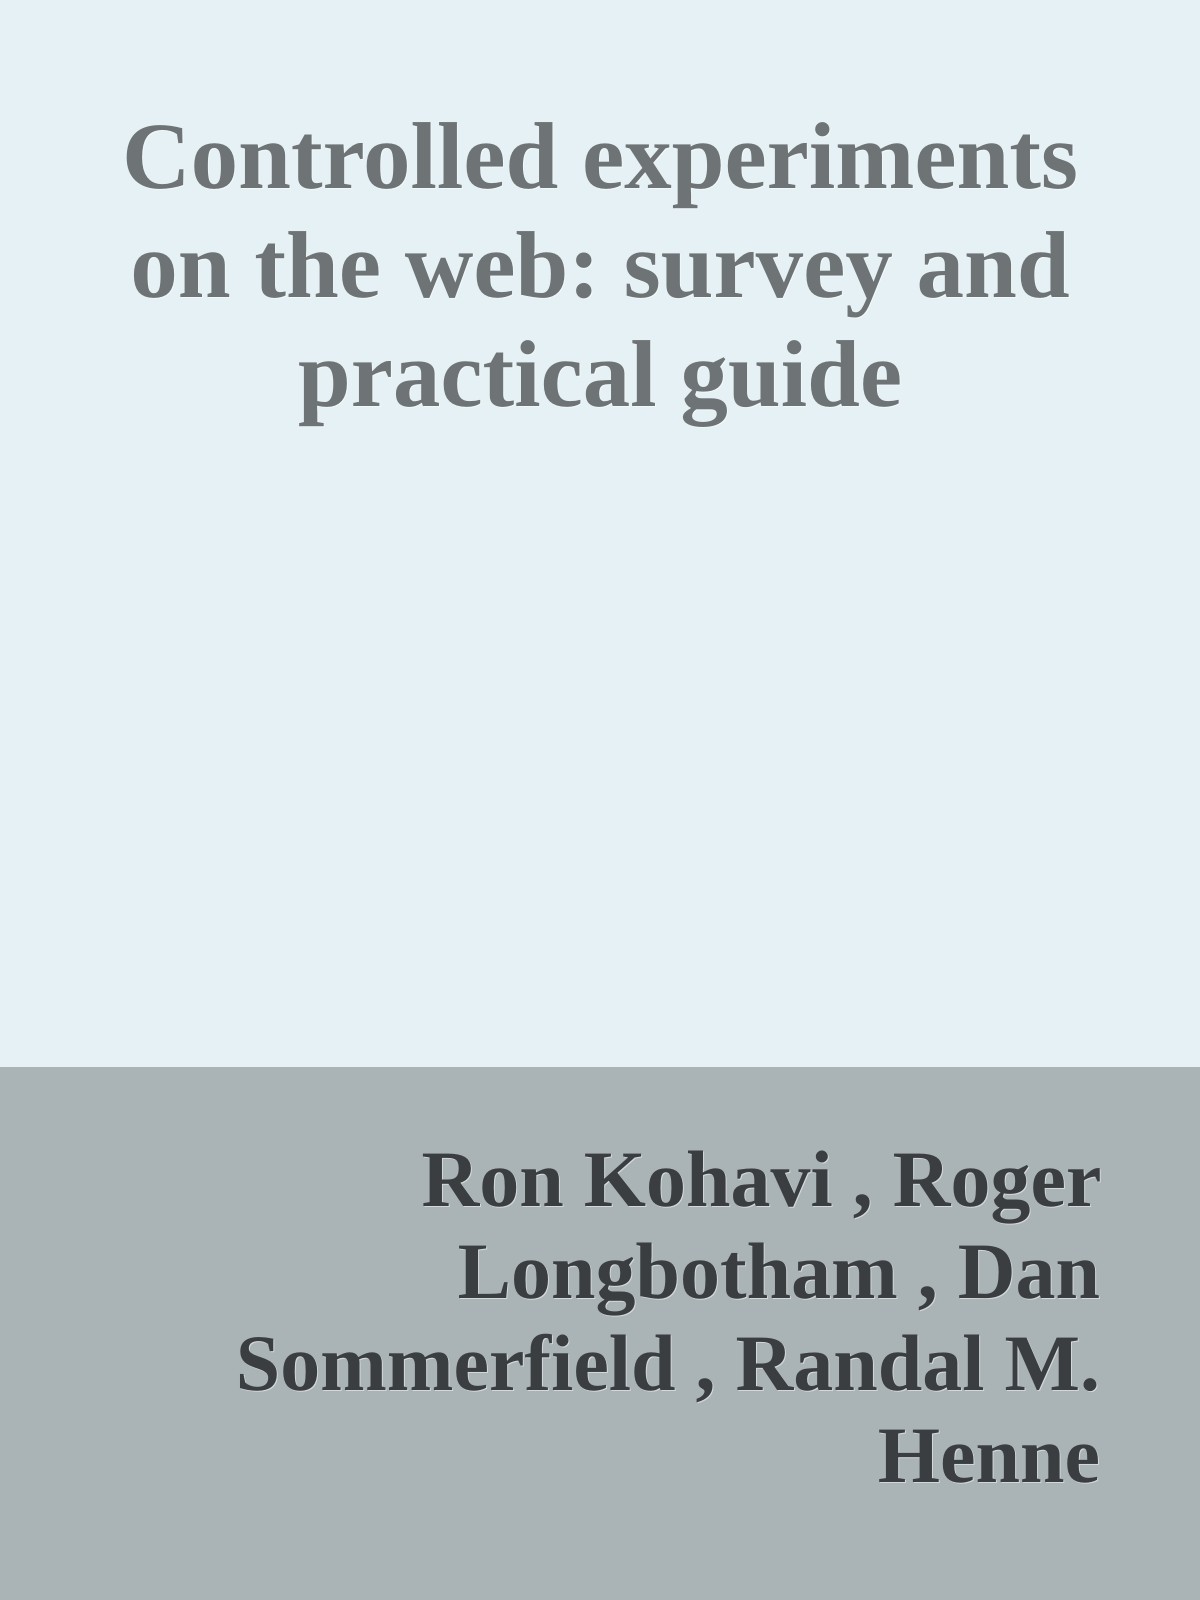 Controlled experiments
on the web: survey and
practical guide
Ron Kohavi , Roger
Longbotham , Dan
Sommerfield , Randal M.
Henne